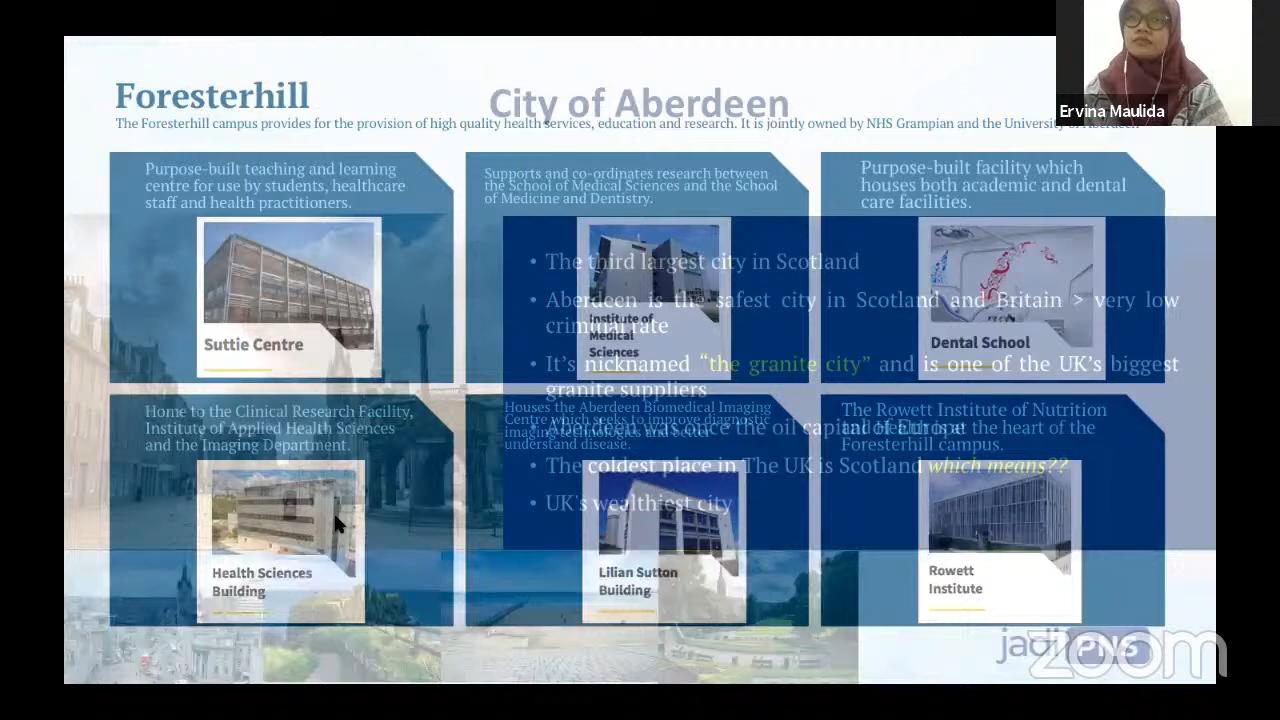 Foresterhill
City of Aberdeen
The Foresterhill campus provides for the provision of high quality health services, education and research. It is jointly owned by NHS Grampian and the University of Aberdeen
Ervina Maulida
Purpose-built teaching and learning
centre for use by students, healthcare
staff and health practitioners.
Suttie Centre
Supports and co-ordinates research between
the School of Medical Sciences and the School
of Medicine and Dentistry.
Institute of
Medical
Sciences
Purpose-built facility which
houses both academic and dental
care facilities.
Dental School
• The third largest city in Scotland
• Aberdeen is the safest city in Scotland and Britain > very low
criminal rate
• It's nicknamed “the granite city” and is one of the UK's biggest
granite suppliers
• Aberdeen was once the oil capital of Europe
• The coldest place in The UK is Scotland which means??
• UK's wealthiest city
Home to the Clinical Research Facility,
Institute of Applied Health Sciences
and the Imaging Department.
Health Sciences
Building
Houses the Aberdeen Biomedical Imaging
Centre which seeks to improve diagnostic
imaging technologies and better
understand disease.
Lilian Sutton
Building
The Rowett Institute of Nutrition
and Health is at the heart of the
Foresterhill campus.
Rowett
Institute
jadi PNS
zoom